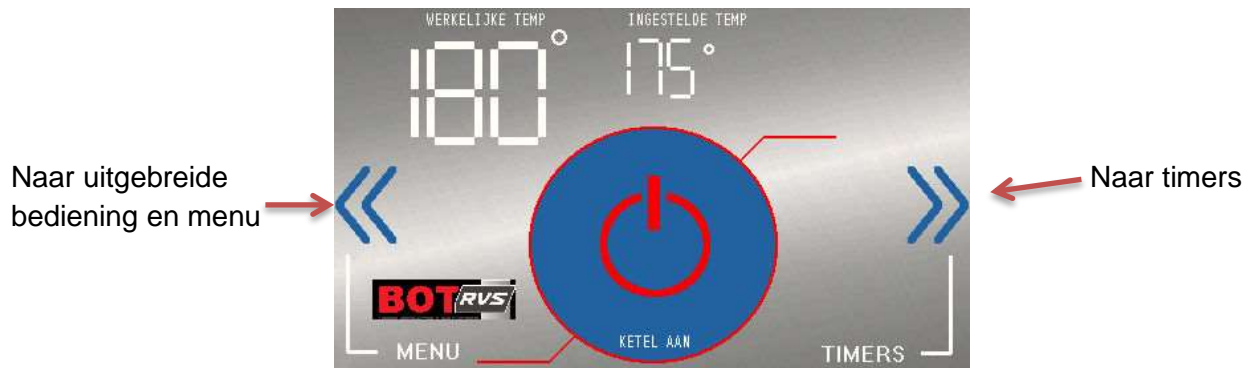 WERKELIJKE TEMP
INGESTELDE TEMP
180°
175°
Naar uitgebreide
bediening en menu
Naar timers
BOT RVS
KETEL AAN
MENU
TIMERS